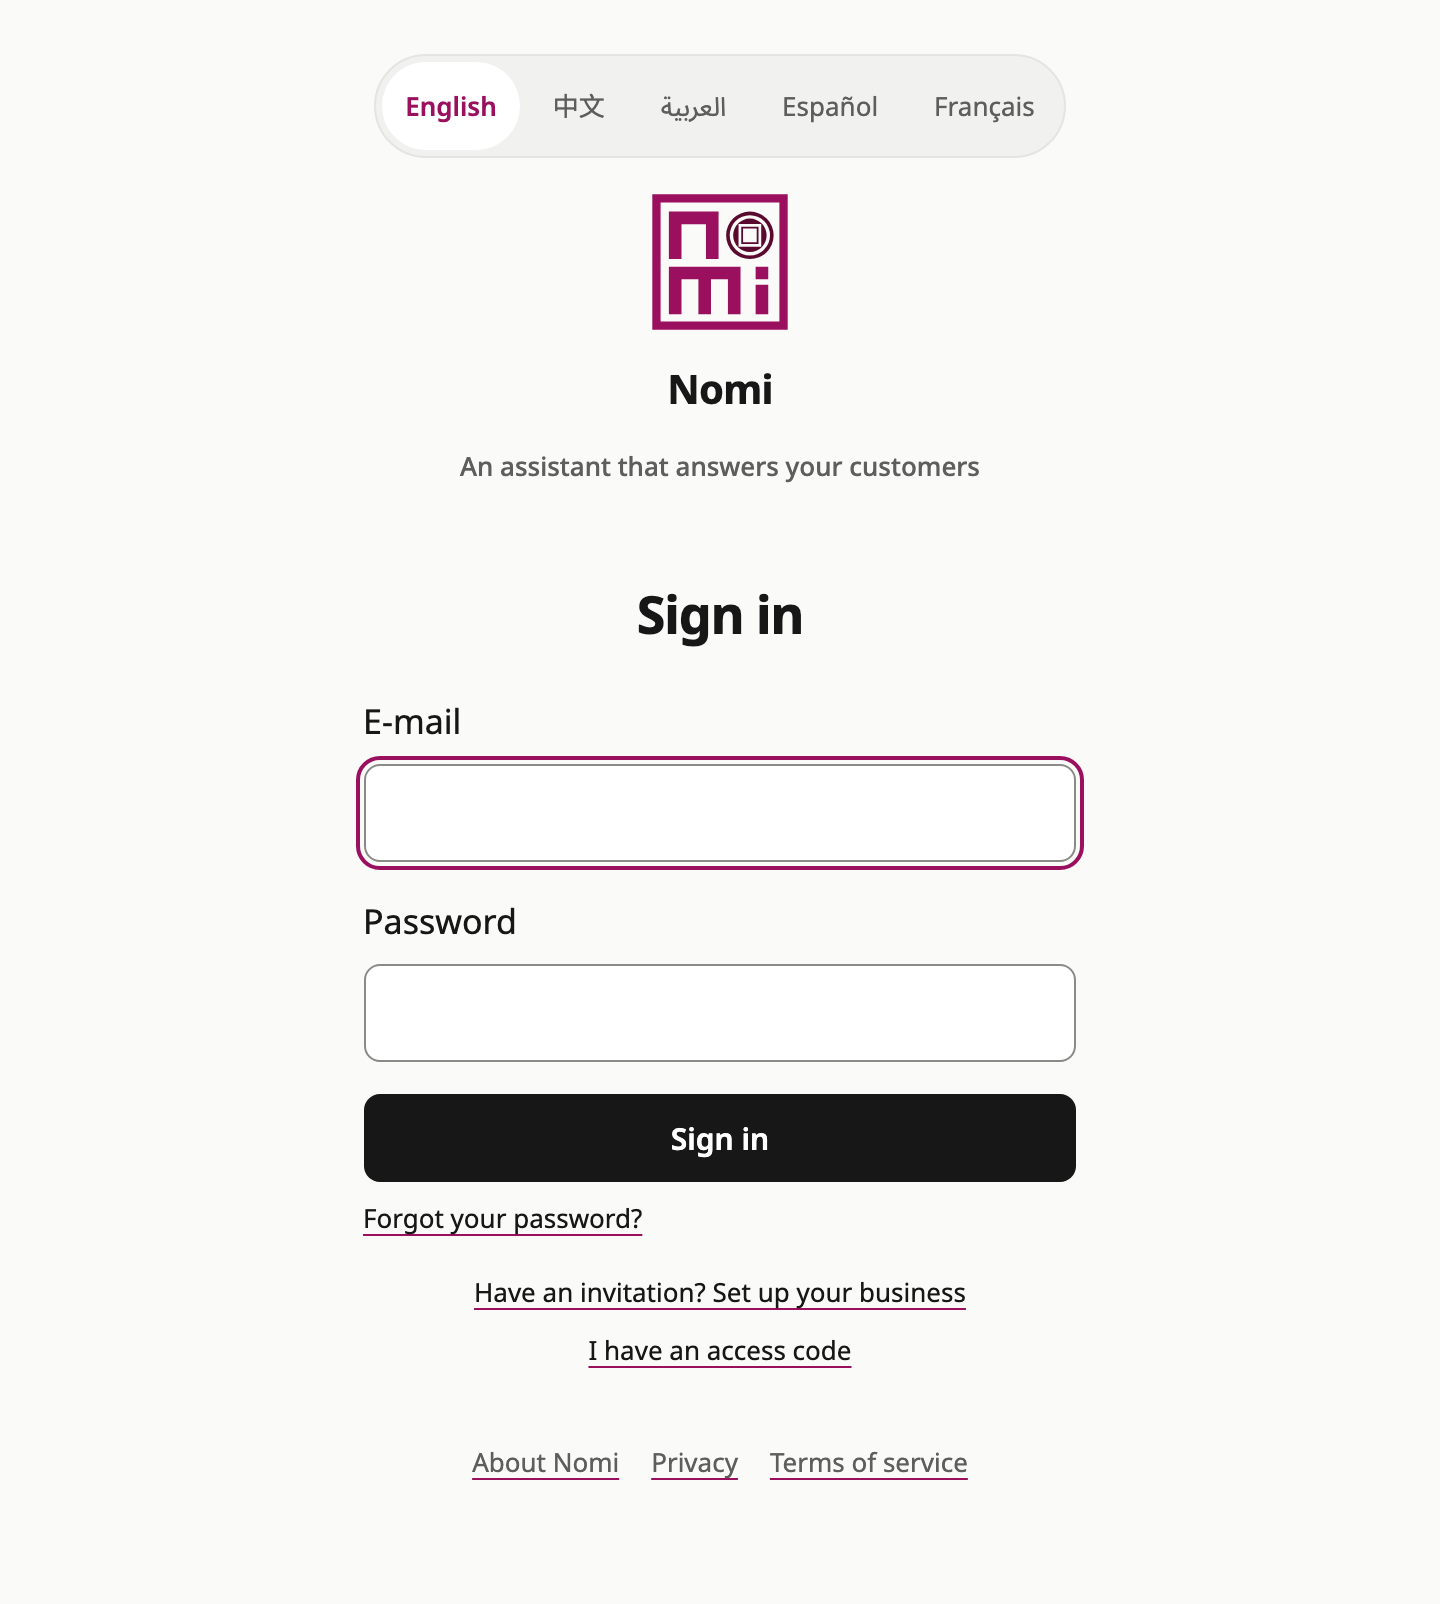 English 中文 العربية Español Français
nomi
Nomi
An assistant that answers your customers
Sign in
E-mail
Password
Sign in
Forgot your password?
Have an invitation? Set up your business
I have an access code
About Nomi Privacy Terms of service